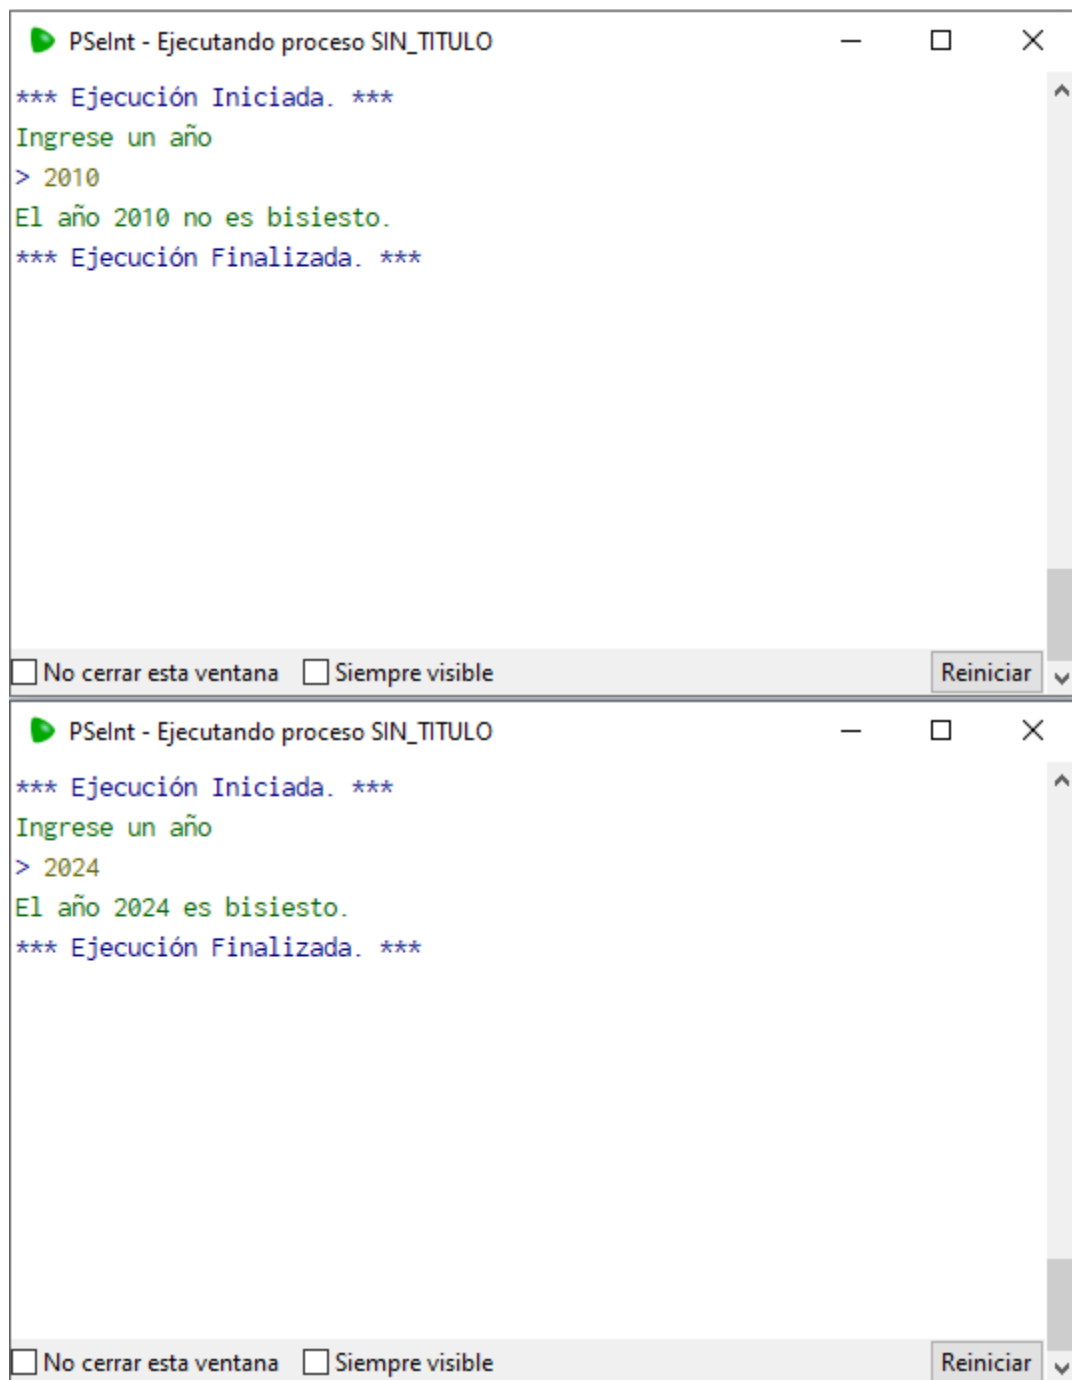 PSeInt - Ejecutando proceso SIN_TITULO
*** Ejecución Iniciada. ***
Ingrese un año
> 2010
El año 2010 no es bisiesto.
*** Ejecución Finalizada. ***
No cerrar esta ventana Siempre visible Reiniciar
PSeInt - Ejecutando proceso SIN_TITULO
*** Ejecución Iniciada. ***
Ingrese un año
> 2024
El año 2024 es bisiesto.
*** Ejecución Finalizada. ***
No cerrar esta ventana Siempre visible Reiniciar